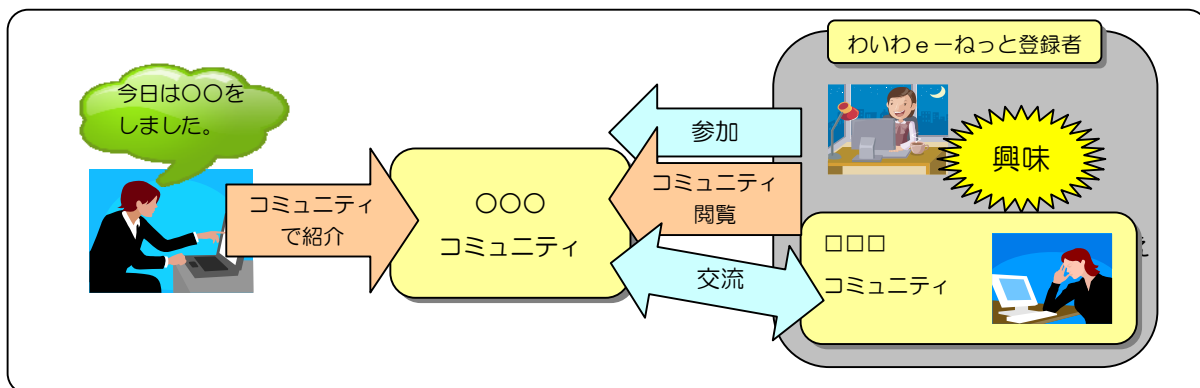 わいわｅーねっと登録者
今日は〇〇を
しました。
参加
興味
コミュニティ
で紹介
〇〇〇
コミュニティ
コミュニティ
閲覧
交流
□□□
コミュニティ